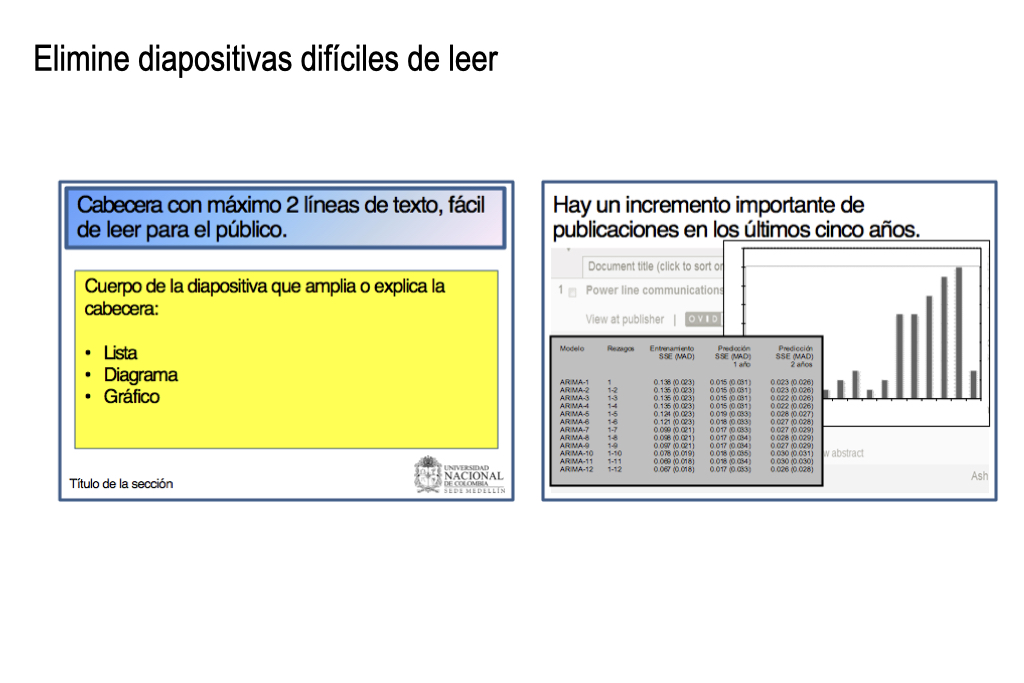 Elimine diapositivas difíciles de leer
Cabecera con máximo 2 líneas de texto, fácil
de leer para el público.
Cuerpo de la diapositiva que amplia o explica la
cabecera:
• Lista
• Diagrama
• Gráfico
Título de la sección
UNIVERSIDAD
NACIONAL
DE COLOMBIA
SEDE MEDELLÍN
Hay un incremento importante de
publicaciones en los últimos cinco años.
Document title (click to sort or
1 Power line communications
View at publisher | OVID
Modelo Rezagos Entrenamiento Predicción Predicción
SSE (MAD) SSE (MAD) SSE (MAD)
1 año 2 años
ARIMA-1 1 0.138 (0.023) 0.015 (0.031) 0.023 (0.026)
ARIMA-2 1-2 0.135 (0.023) 0.015 (0.031) 0.023 (0.026)
ARIMA-3 1-3 0.135 (0.023) 0.015 (0.031) 0.022 (0.026)
ARIMA-4 1-4 0.135 (0.023) 0.015 (0.031) 0.022 (0.026)
ARIMA-5 1-5 0.124 (0.023) 0.019 (0.033) 0.028 (0.027)
ARIMA-6 1-6 0.121 (0.023) 0.018 (0.033) 0.027 (0.028)
ARIMA-7 1-7 0.099 (0.021) 0.017 (0.033) 0.027 (0.029)
ARIMA-8 1-8 0.098 (0.021) 0.017 (0.034) 0.028 (0.029)
ARIMA-9 1-9 0.097 (0.021) 0.017 (0.034) 0.027 (0.029)
ARIMA-10 1-10 0.078 (0.019) 0.018 (0.035) 0.030 (0.031)
ARIMA-11 1-11 0.069 (0.018) 0.018 (0.034) 0.030 (0.030)
ARIMA-12 1-12 0.067 (0.018) 0.017 (0.033) 0.026 (0.028)
w abstract
Ash